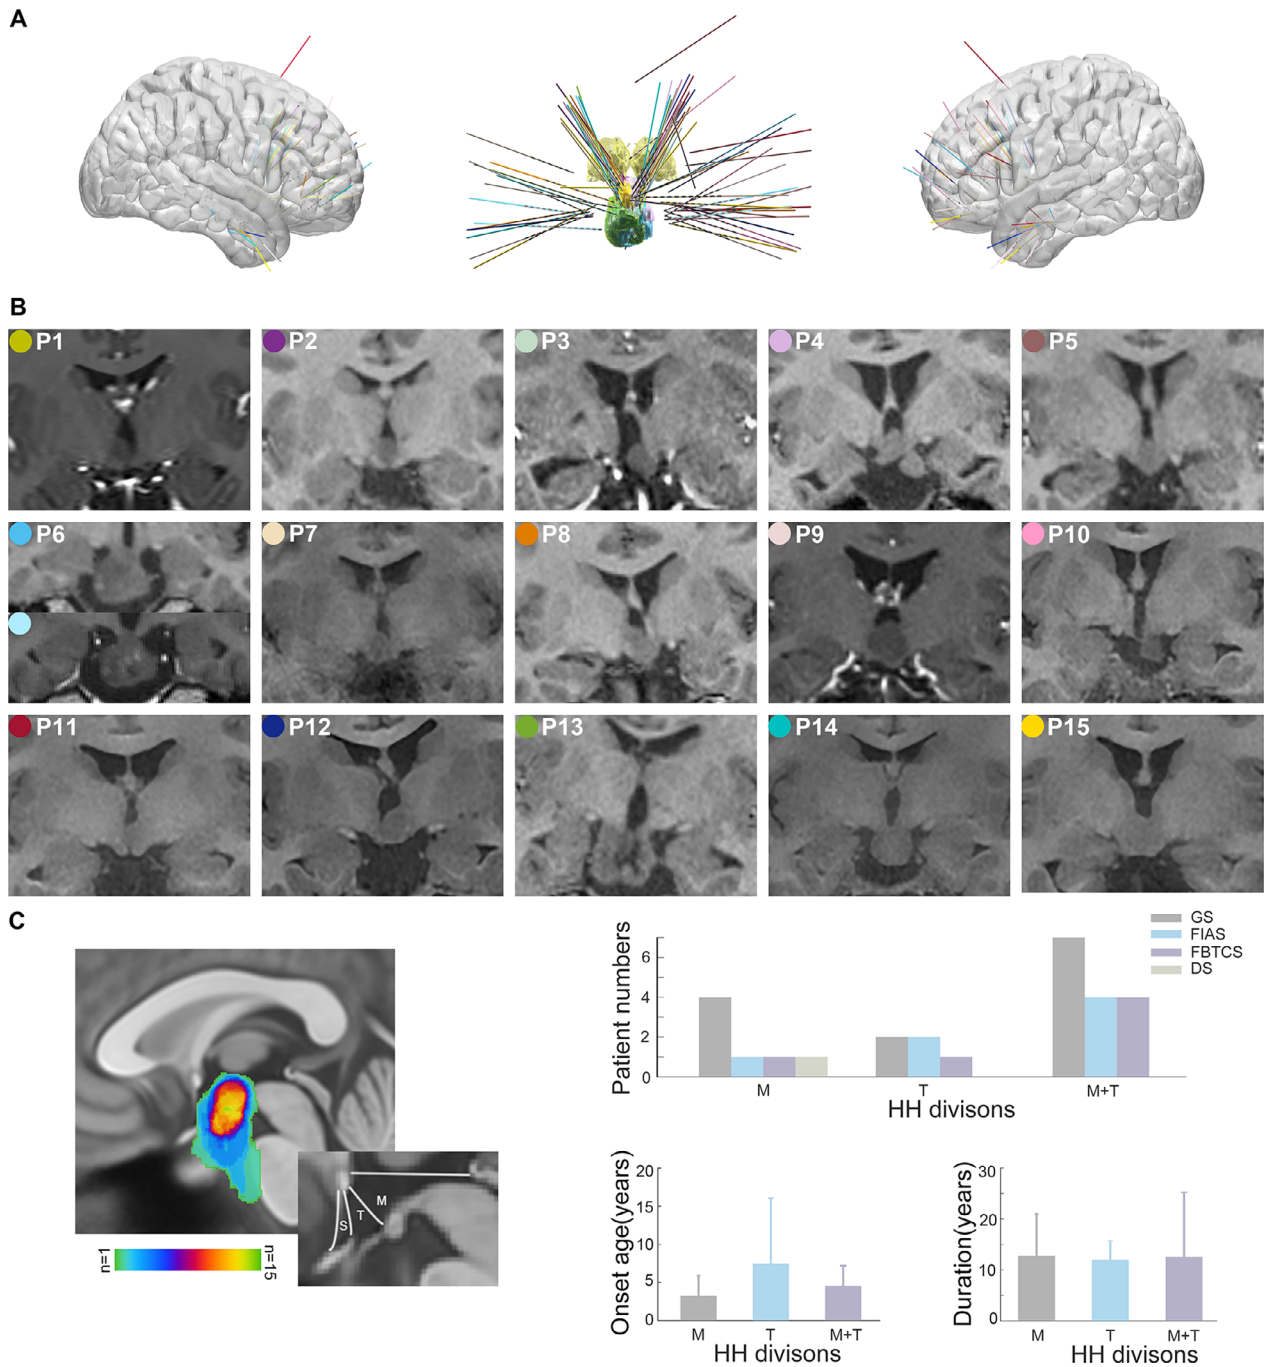 A
B
P1
P2
P3
P4
P5
P6
P7
P8
P9
P10
P11
P12
P13
P14
P15
C
n=1
n=15
S
T
M
Patient numbers
6
4
2
0
M
T
M+T
HH divisons
GS
FIAS
FBTCS
DS
Onset age(years)
20
15
10
5
0
M
T
M+T
HH divisons
Duration(years)
30
20
10
0
M
T
M+T
HH divisons